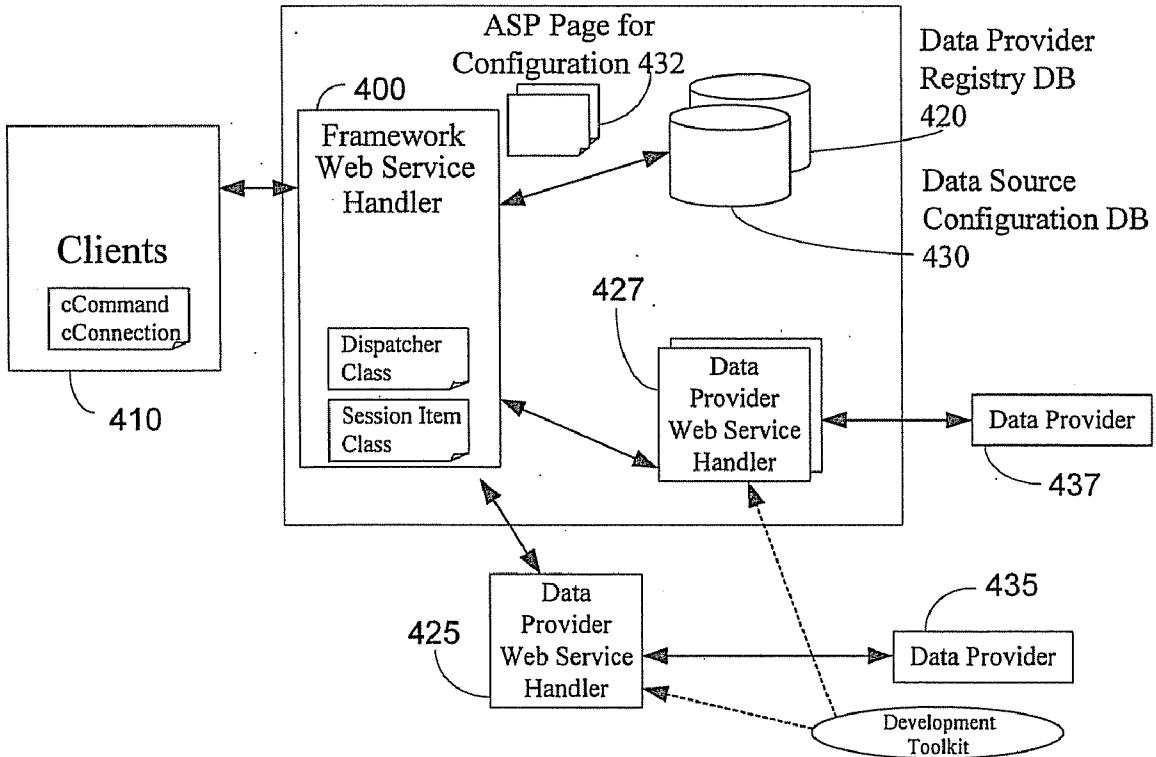 ASP Page for
Configuration 432
Data Provider
Registry DB
420
400
Framework
Web Service
Handler
Data Source
Configuration DB
430
Clients
cCommand
cConnection
410
Dispatcher
Class
Session Item
Class
427
Data
Provider
Web Service
Handler
Data Provider
437
425
Data
Provider
Web Service
Handler
435
Data Provider
Development
Toolkit